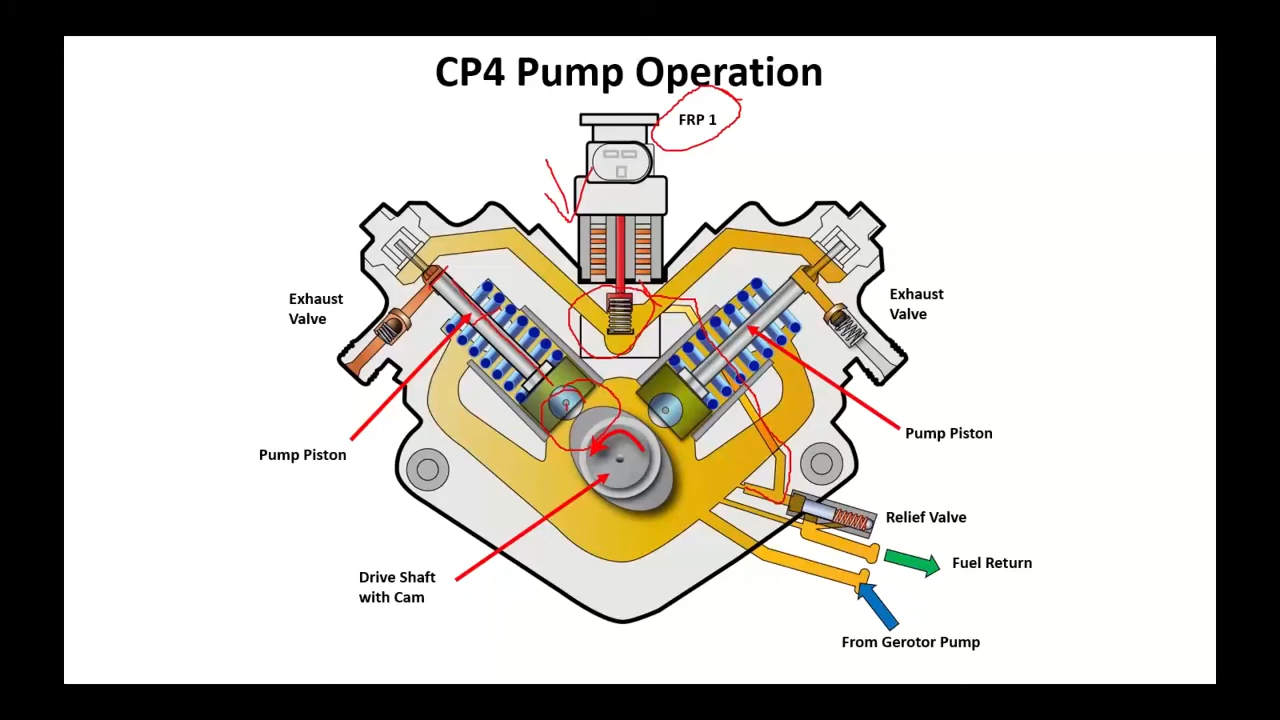 CP4 Pump Operation
FRP 1
Exhaust
Valve
Exhaust
Valve
Pump Piston
Pump Piston
Relief Valve
Fuel Return
Drive Shaft
with Cam
From Gerotor Pump